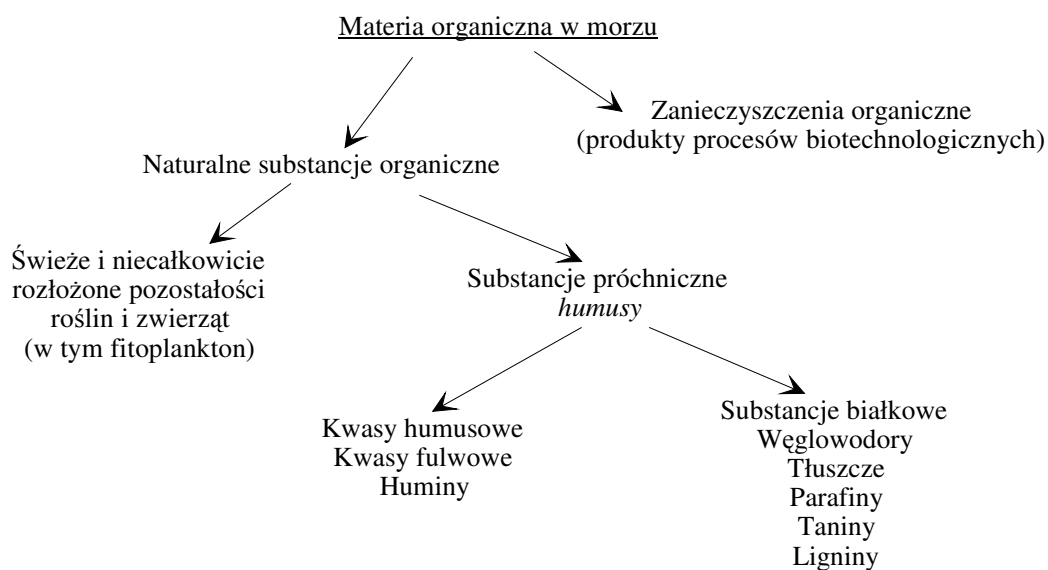 Materia organiczna w morzu
Zanieczyszczenia organiczne
(produkty procesów biotechnologicznych)
Naturalne substancje organiczne
Świeże i niecałkowicie
rozłożone pozostałości
roślin i zwierząt
(w tym fitoplankton)
Substancje próchniczne
humusy
Kwasy humusowe
Kwasy fulwowe
Huminy
Substancje białkowe
Węglowodory
Tłuszcze
Parafiny
Taniny
Ligniny